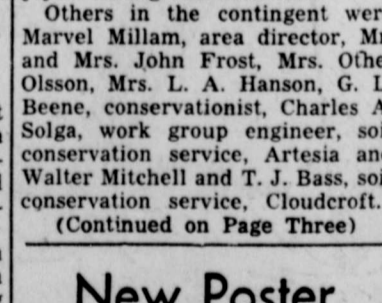 Others in the contingent wer
Marvel Millam, area director, Mr
and Mrs. John Frost, Mrs. Othe
Olsson, Mrs. L. A. Hanson, G. L
Beene, conservationist, Charles A
Solga, work group engineer, soi
conservation service, Artesia an
Walter Mitchell and T. J. Bass, soi
conservation service, Cloudcroft.
(Continued on Page Three)
New Poster